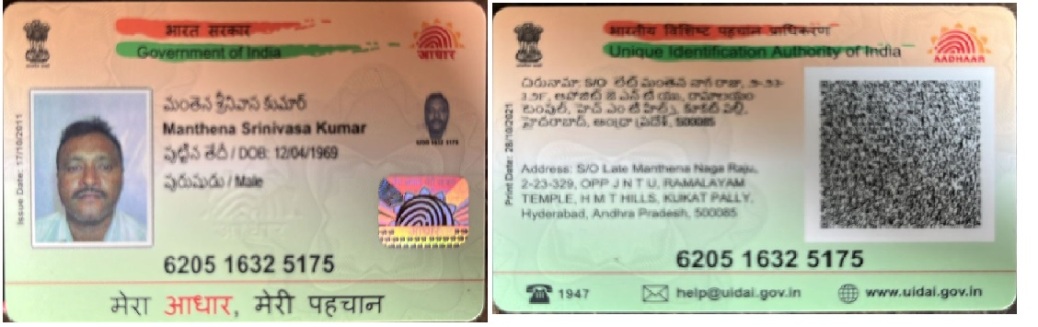 भारत सरकार
Government of India
आधार
మంతెన శ్రీనివాస కుమార్
Manthena Srinivasa Kumar
పుట్టిన తేదీ / DOB: 12/04/1969
పురుషుడు / Male
Issue Date: 17/10/2011
6205 1632 5175
मेरा आधार, मेरी पहचान
भारतीय विशिष्ट पहचान प्राधिकरण
Unique Identification Authority of India
AADHAAR
చిరునామా: S/O లేట్ మంతెన నాగ రాజు,
ఆపోజిట్ జె ఎన్ టి యు, రామాలయం
టెంపుల్, హెచ్ ఎం టి హిల్స్, కూకట్ పల్లి,
హైదరాబాద్, ఆంధ్రా ప్రదేశ్, 500085
Print Date: 28/10/2021
Address: S/O Late Manthena Naga Raju,
2-23-329, OPP J N T U, RAMALAYAM
TEMPLE, H M T HILLS, KUKAT PALLY,
Hyderabad, Andhra Pradesh, 500085
6205 1632 5175
1947
help@uidai.gov.in
www.uidai.gov.in